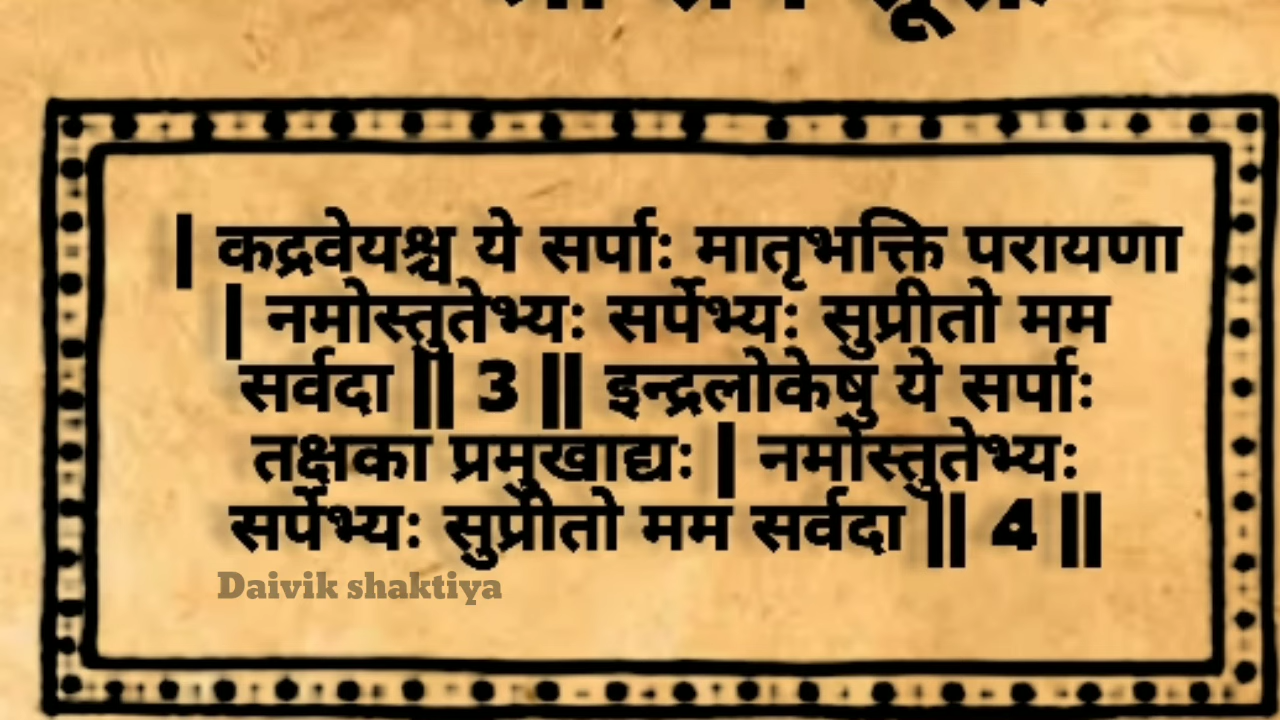 | कद्रवेयश्च ये सर्पाः मातृभक्ति परायणा
| नमोस्तुतेभ्यः सर्पेभ्यः सुप्रीतो मम
सर्वदा || 3 || इन्द्रलोकेषु ये सर्पाः
तक्षका प्रमुखाद्यः | नमोस्तुतेभ्यः
सर्पेभ्यः सुप्रीतो मम सर्वदा || 4 ||
Daivik shaktiya